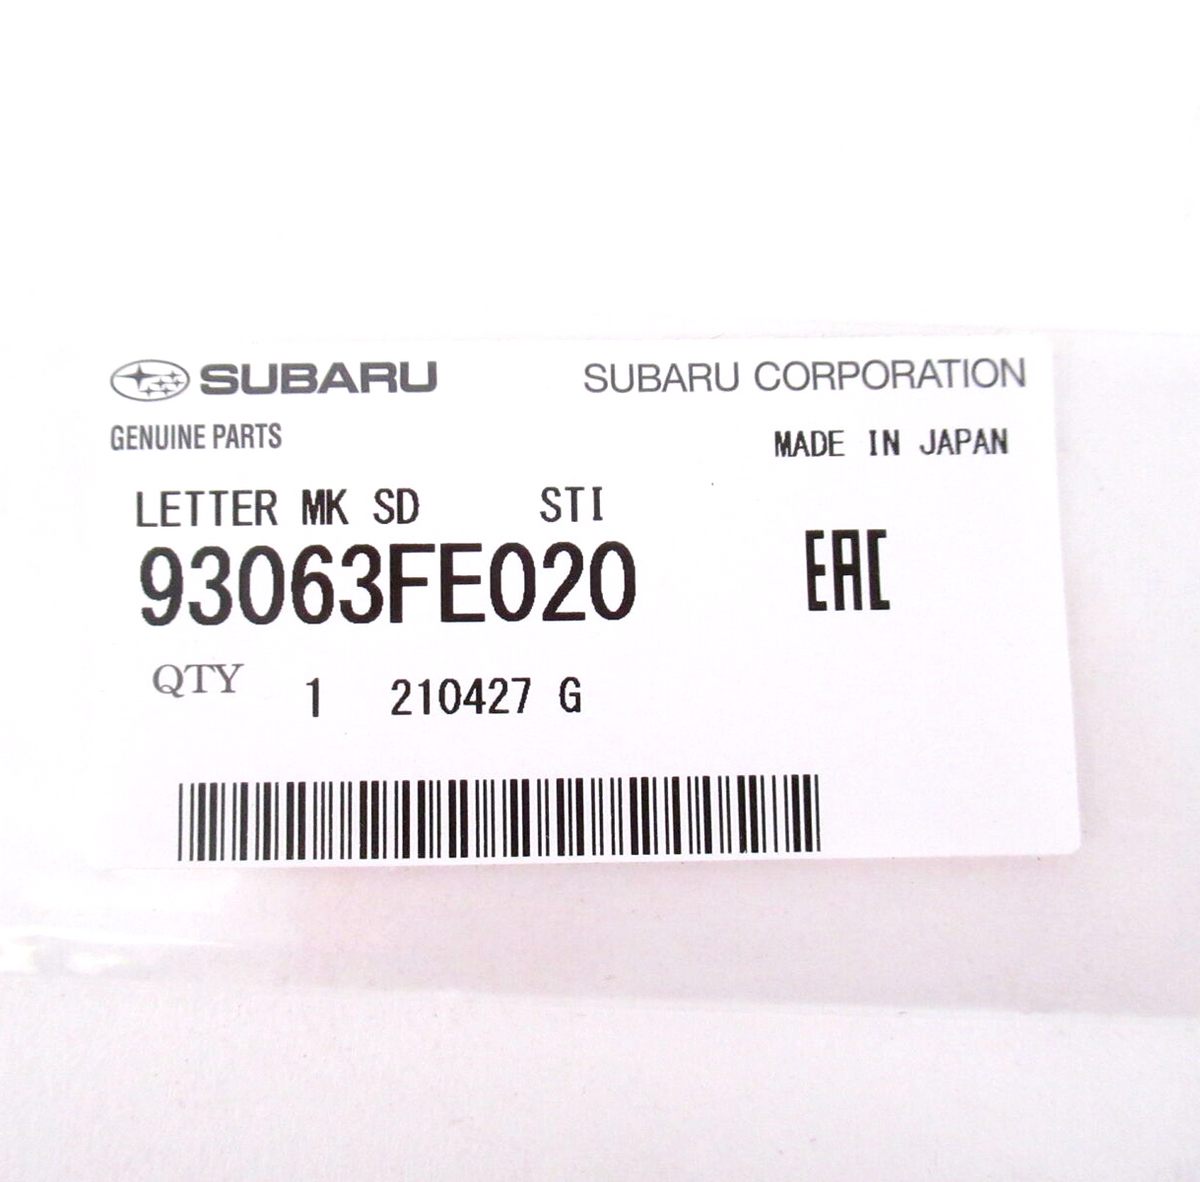 SUBARU SUBARU CORPORATION
GENUINE PARTS MADE IN JAPAN
LETTER MK SD STI
93063FE020 EAC
QTY 1 210427 G